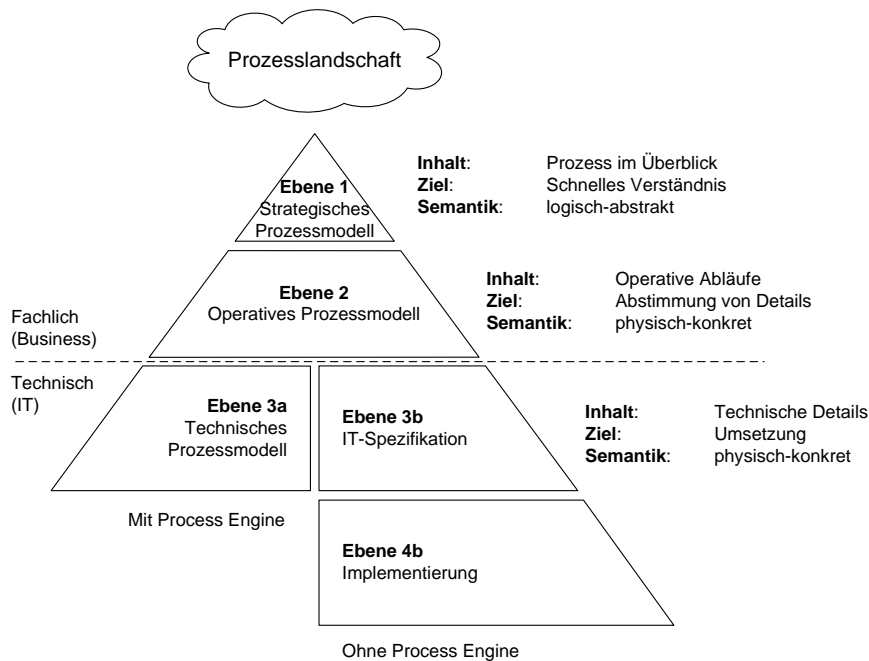 Prozesslandschaft
Ebene 1
Strategisches
Prozessmodell
Inhalt: Prozess im Überblick
Ziel: Schnelles Verständnis
Semantik: logisch-abstrakt
Ebene 2
Operatives Prozessmodell
Inhalt: Operative Abläufe
Ziel: Abstimmung von Details
Semantik: physisch-konkret
Fachlich
(Business)
Technisch
(IT)
Ebene 3a
Technisches
Prozessmodell
Ebene 3b
IT-Spezifikation
Inhalt: Technische Details
Ziel: Umsetzung
Semantik: physisch-konkret
Mit Process Engine
Ebene 4b
Implementierung
Ohne Process Engine